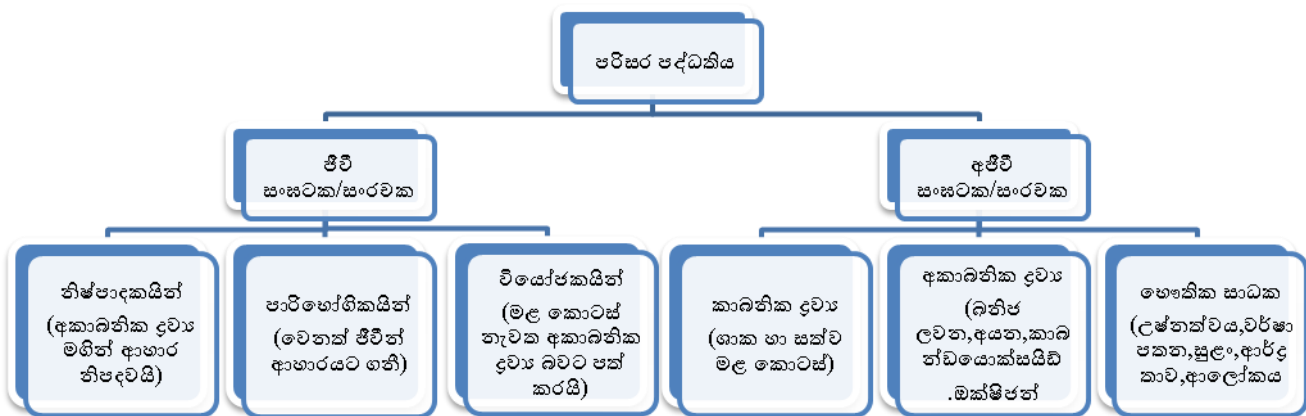 පරිසර පද්ධතිය
ජීවී
සංඝටක/සංරචක
අජීවී
සංඝටක/සංරචක
නිෂ්පාදකයින්
(අකාබනික ද්‍රව්‍ය
මගින් ආහාර
නිපදවයි)
පාරිභෝගිකයින්
(වෙනත් ජීවීන්
ආහාරයට ගනී)
වියෝජකයින්
(මළ කොටස්
නැවත අකාබනික
ද්‍රව්‍ය බවට පත්
කරයි)
කාබනික ද්‍රව්‍ය
(ශාක හා සත්ව
මළ කොටස්)
අකාබනික ද්‍රව්‍ය
(ඛනිජ
ලවන,අයන,කාබ
න්ඩයොක්සයිඩ්
.ඔක්ෂිජන්
භෞතික සාධක
(උෂ්නත්වය,වර්ෂා
පතන,සුළං,ආර්ද්‍ර
තාව,ආලෝකය